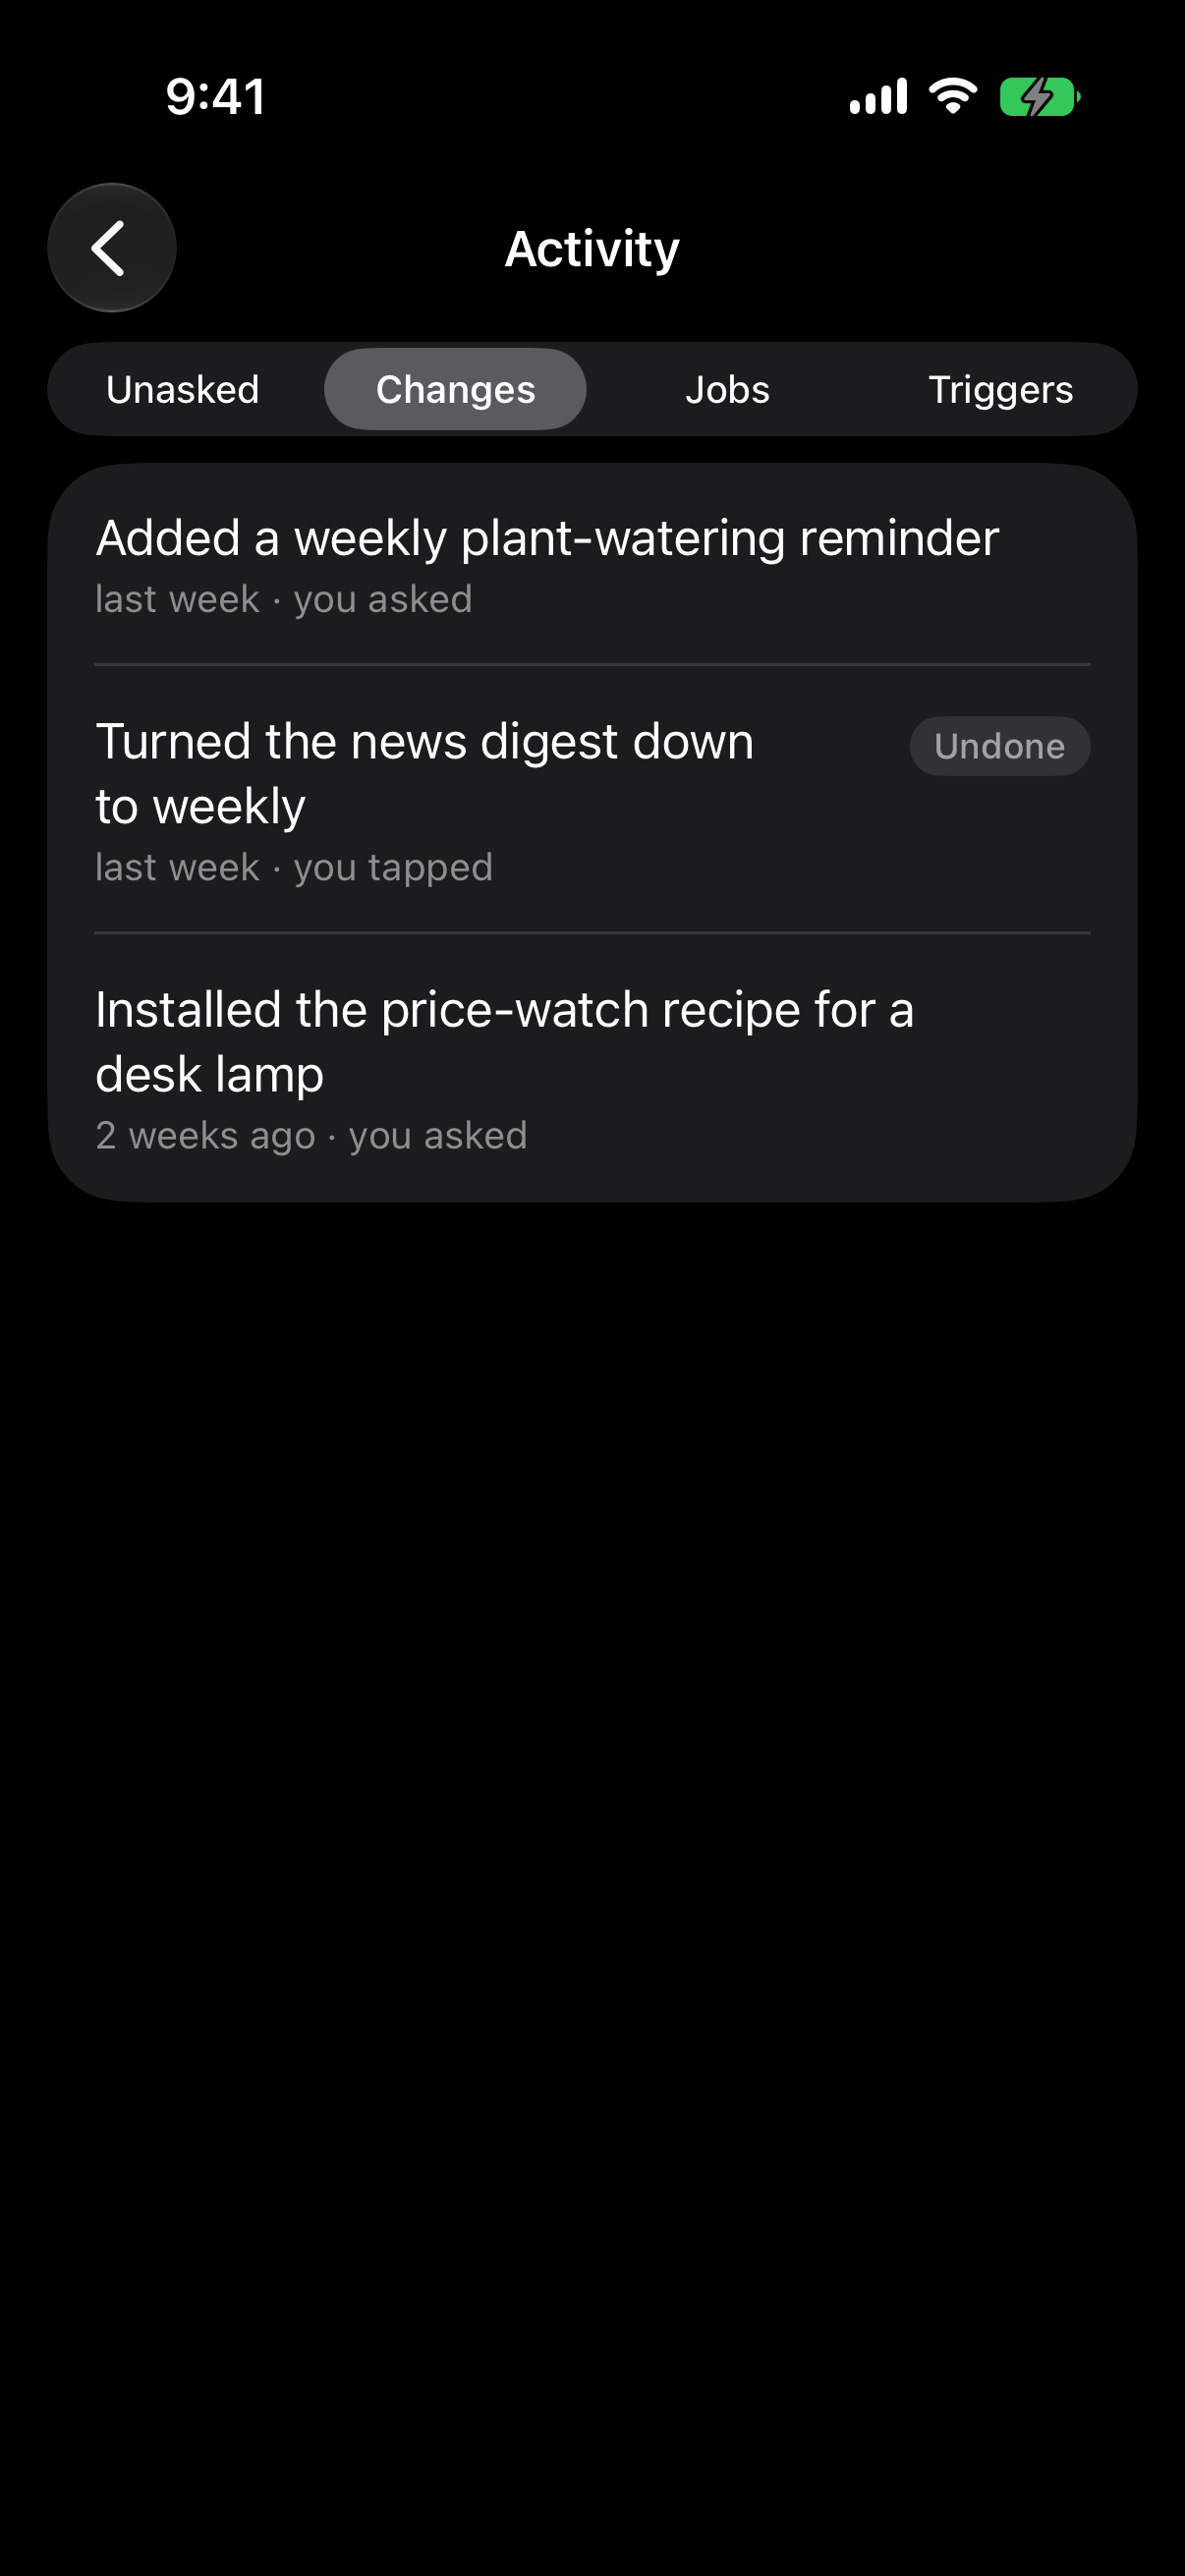 9:41
Activity
Unasked
Changes
Jobs
Triggers
Added a weekly plant-watering reminder
last week · you asked
Turned the news digest down
to weekly
Undone
last week · you tapped
Installed the price-watch recipe for a
desk lamp
2 weeks ago · you asked